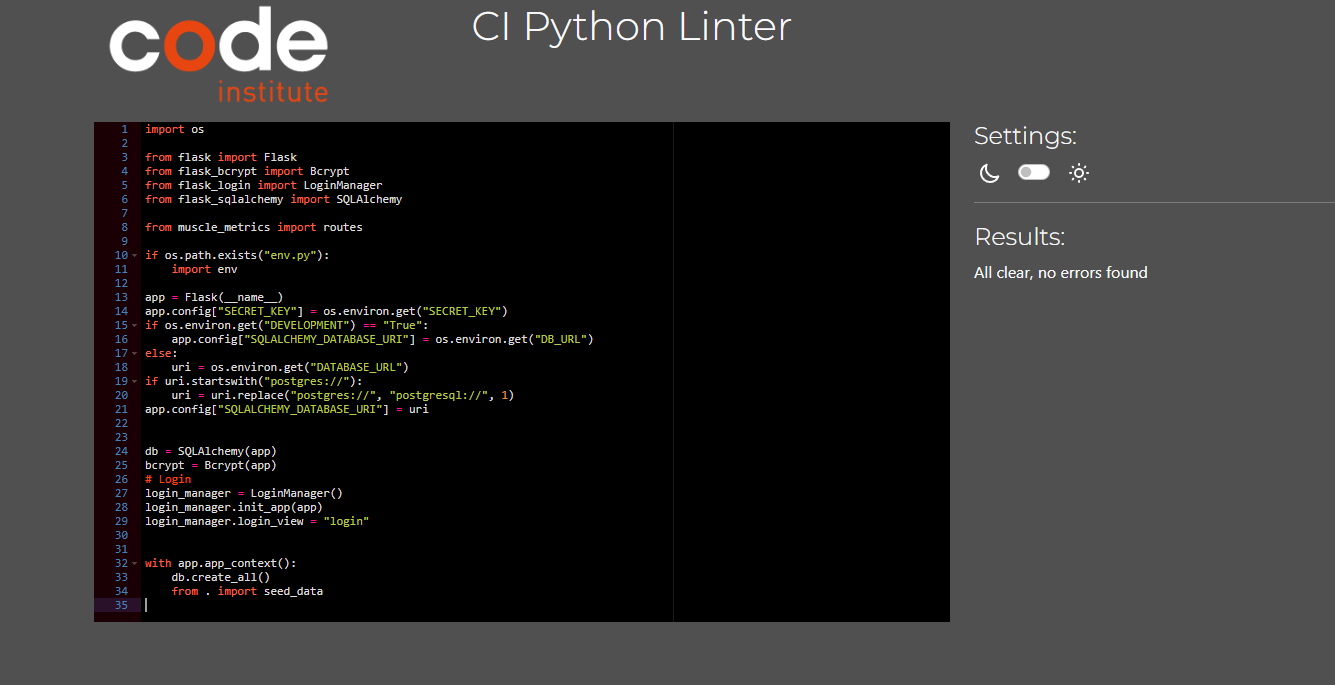 code
institute
CI Python Linter
1 import os
2
3 from flask import Flask
4 from flask_bcrypt import Bcrypt
5 from flask_login import LoginManager
6 from flask_sqlalchemy import SQLAlchemy
7
8 from muscle_metrics import routes
9
10 if os.path.exists("env.py"):
11     import env
12
13 app = Flask(__name__)
14 app.config["SECRET_KEY"] = os.environ.get("SECRET_KEY")
15 if os.environ.get("DEVELOPMENT") == "True":
16     app.config["SQLALCHEMY_DATABASE_URI"] = os.environ.get("DB_URL")
17 else:
18     uri = os.environ.get("DATABASE_URL")
19 if uri.startswith("postgres://"):
20     uri = uri.replace("postgres://", "postgresql://", 1)
21 app.config["SQLALCHEMY_DATABASE_URI"] = uri
22
23
24 db = SQLAlchemy(app)
25 bcrypt = Bcrypt(app)
26 # Login
27 login_manager = LoginManager()
28 login_manager.init_app(app)
29 login_manager.login_view = "login"
30
31
32 with app.app_context():
33     db.create_all()
34     from . import seed_data
35
Settings:
Results:
All clear, no errors found